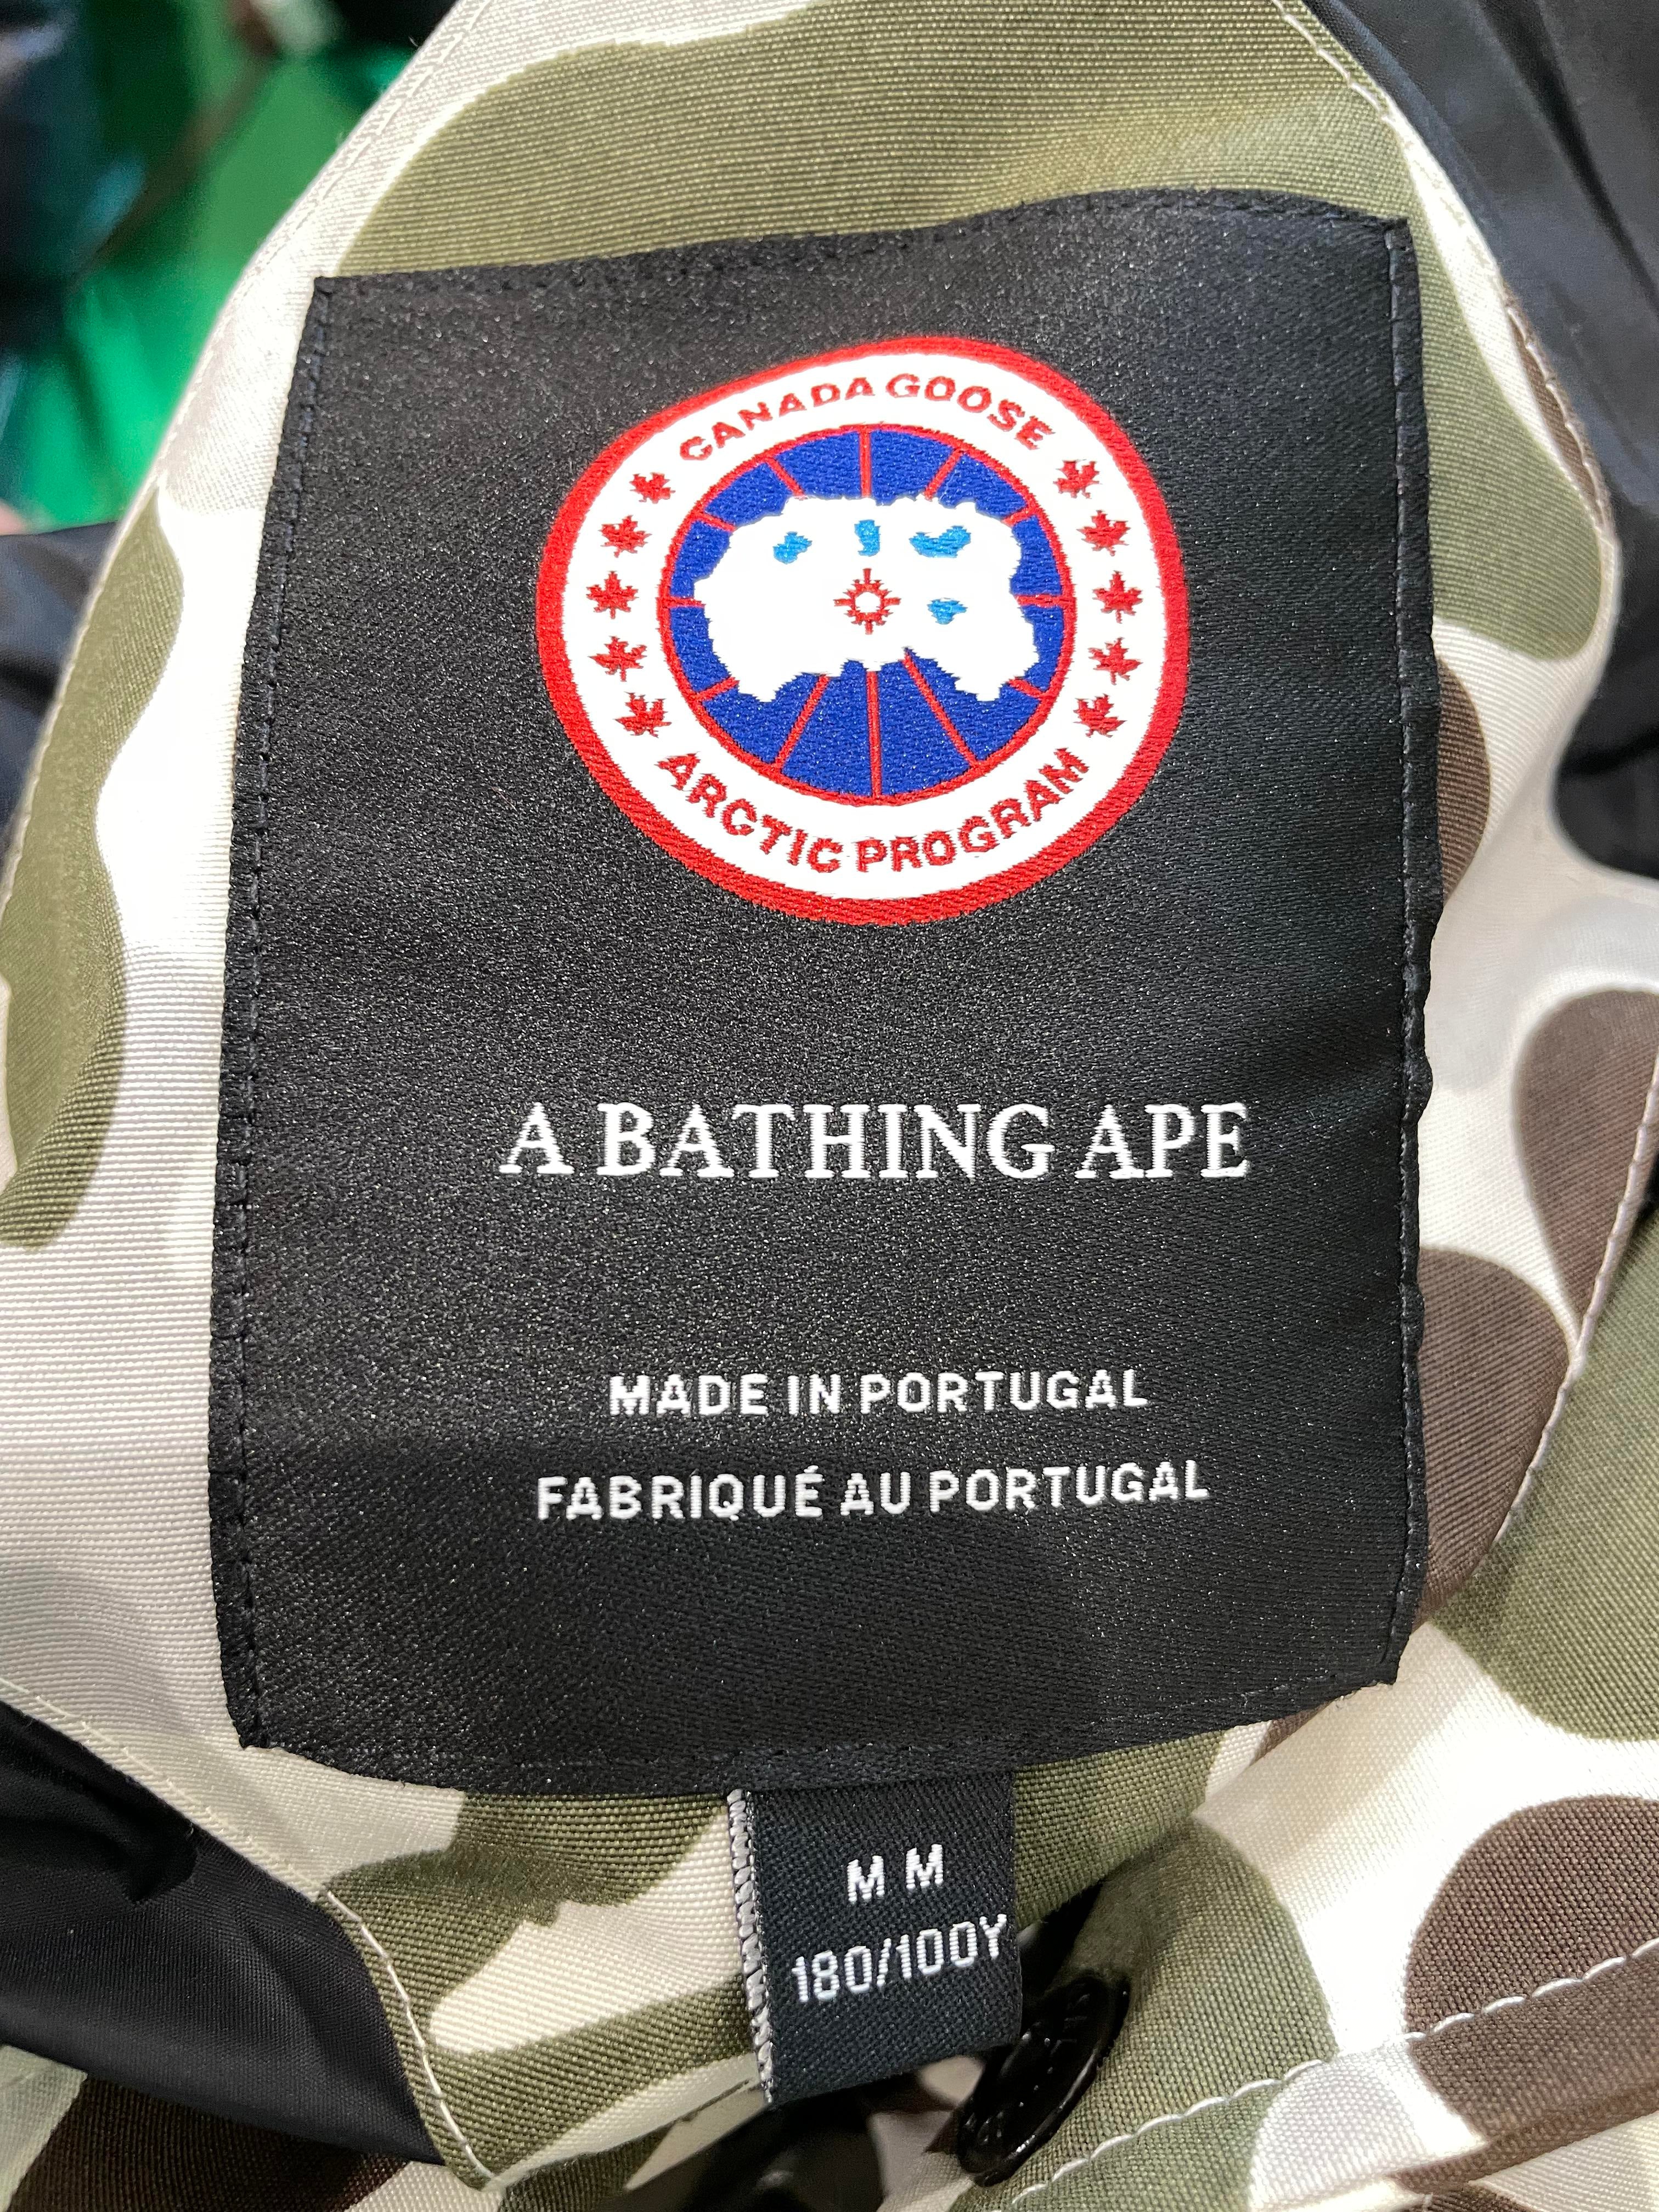 CANADA GOOSE
ARCTIC PROGRAM
A BATHING APE
MADE IN PORTUGAL
FABRIQUÉ AU PORTUGAL
M M
180/100Y